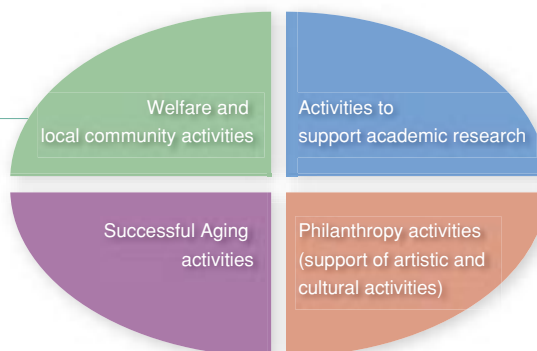 Welfare and
local community activities
Activities to
support academic research
Successful Aging
activities
Philanthropy activities
(support of artistic and
cultural activities)